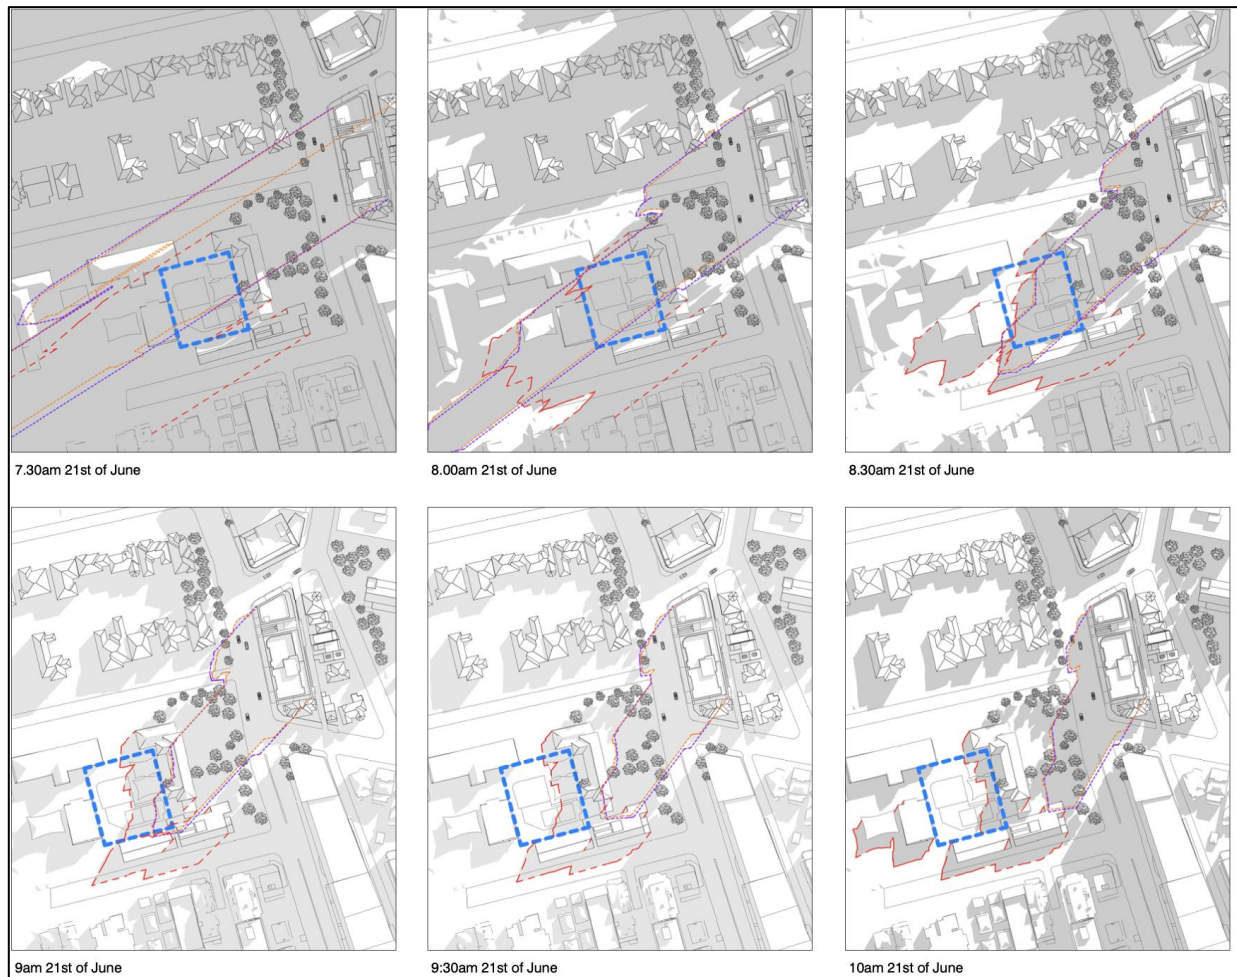 7.30am 21st of June
8.00am 21st of June
8.30am 21st of June
9am 21st of June
9:30am 21st of June
10am 21st of June